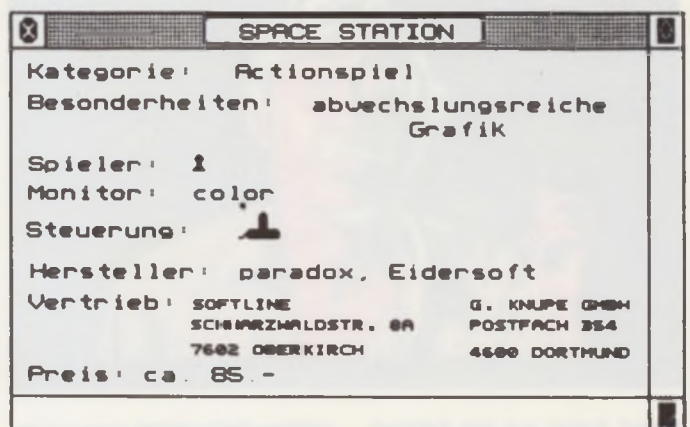 SPACE STATION
Kategorie: Actionspiel
Besonderheiten: abwechslungsreiche
Grafik
Spieler:
Monitor: color
Steuerung:
Hersteller: paradox, Eidersoft
Vertrieb: SOFTLINE G. KNUPE GMBH
SCHWARZWALDSTR. 8A POSTFACH 354
7602 OBERKIRCH 4600 DORTMUND
Preis: ca. 85.-